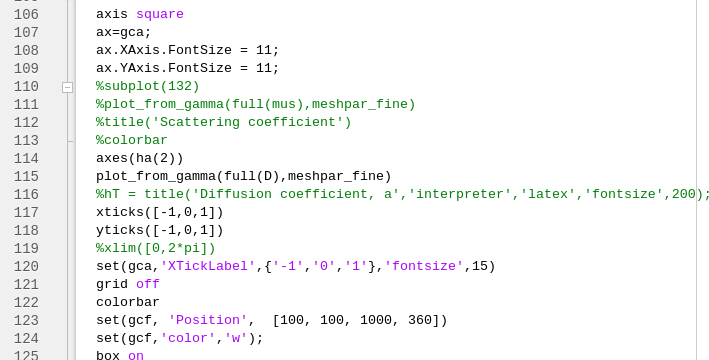 106 axis square
107 ax=gca;
108 ax.XAxis.FontSize = 11;
109 ax.YAxis.FontSize = 11;
110 %subplot(132)
111 %plot_from_gamma(full(mus),meshpar_fine)
112 %title('Scattering coefficient')
113 %colorbar
114 axes(ha(2))
115 plot_from_gamma(full(D),meshpar_fine)
116 %hT = title('Diffusion coefficient, a','interpreter','latex','fontsize',200);
117 xticks([-1,0,1])
118 yticks([-1,0,1])
119 %xlim([0,2*pi])
120 set(gca,'XTickLabel',{'-1','0','1'},'fontsize',15)
121 grid off
122 colorbar
123 set(gcf, 'Position',  [100, 100, 1000, 360])
124 set(gcf,'color','w');
125 box on